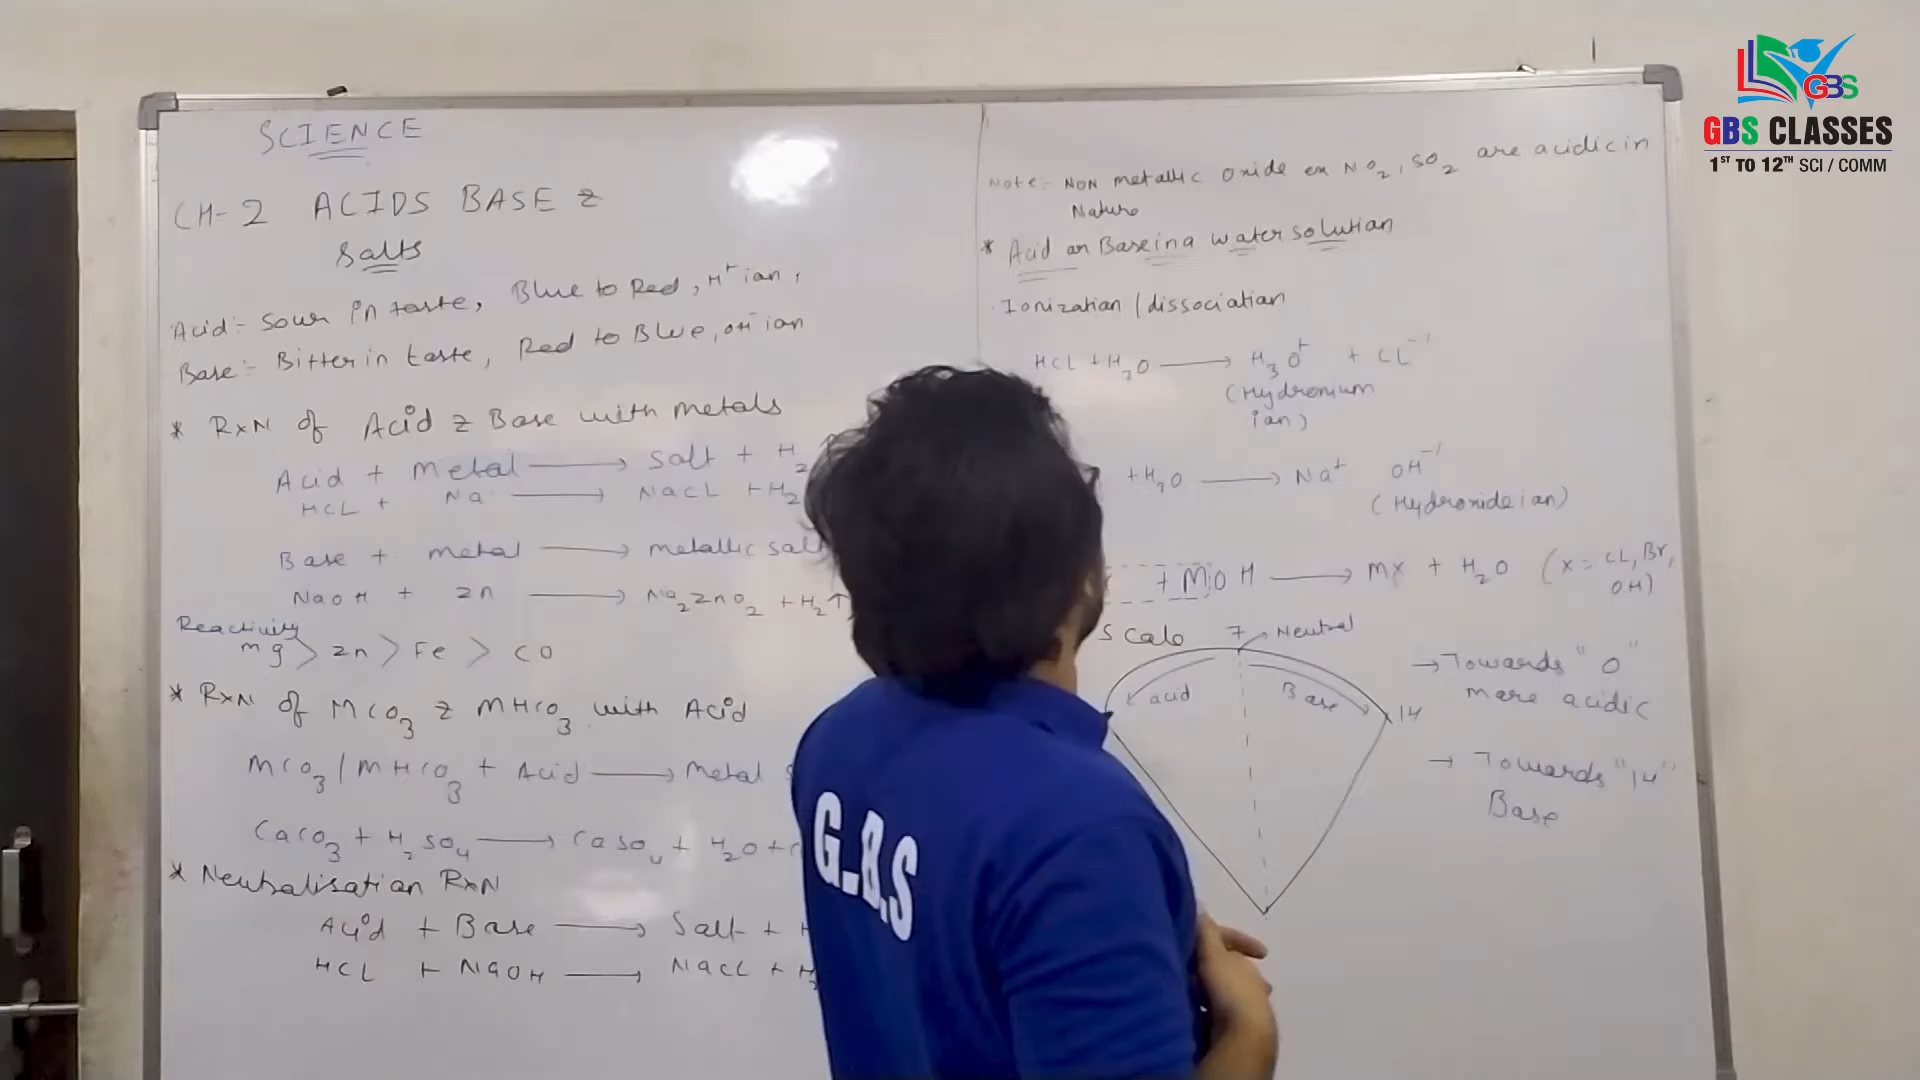 SCIENCE
CH-2 ACIDS BASE &
Salts
Acid:- Sour in taste, Blue to Red, H+ ion,
Base:- Bitter in taste, Red to Blue, OH- ion
* RxN of Acid & Base with metals
Acid + Metal → Salt + H2
HCL + Na → NaCL + H2
Base + metal → metallic salt
NaOH + Zn → Na2ZnO2 + H2↑
Reactivity
mg > Zn > Fe > CO
* RxN of MCO3 & MHCO3 with Acid
MCO3 / MHCO3 + Acid → Metal
CaCO3 + H2SO4 → CaSO4 + H2O +
* Neutralisation RxN
Acid + Base → Salt +
HCL + NaOH → NaCL + H2
Note:- NON metallic Oxide ex NO2, SO2 are acidic in
Nature
* Acid or Base in a water solution
Ionization / dissociation
HCL + H2O → H3O+ + CL-1
(Hydronium
ion)
+ H2O → Na+ OH-1
(Hydroxide ion)
+ MOH → MX + H2O (X = CL, Br,
OH)
Scale 7 → Neutral
acid Base 14
→ Towards "0"
more acidic
→ Towards "14"
Base
G.B.S
GBS
GBS CLASSES
1ST TO 12TH SCI / COMM